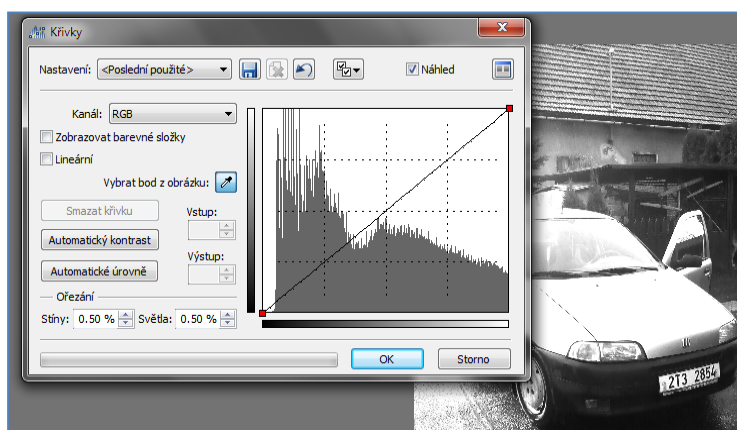 Křivky
Nastavení: <Poslední použité> Náhled
Kanál: RGB
Zobrazovat barevné složky
Lineární
Vybrat bod z obrázku:
Smazat křivku Vstup:
Automatický kontrast
Výstup:
Automatické úrovně
Ořezání
Stíny: 0.50 % Světla: 0.50 %
OK Storno
2T3 2854